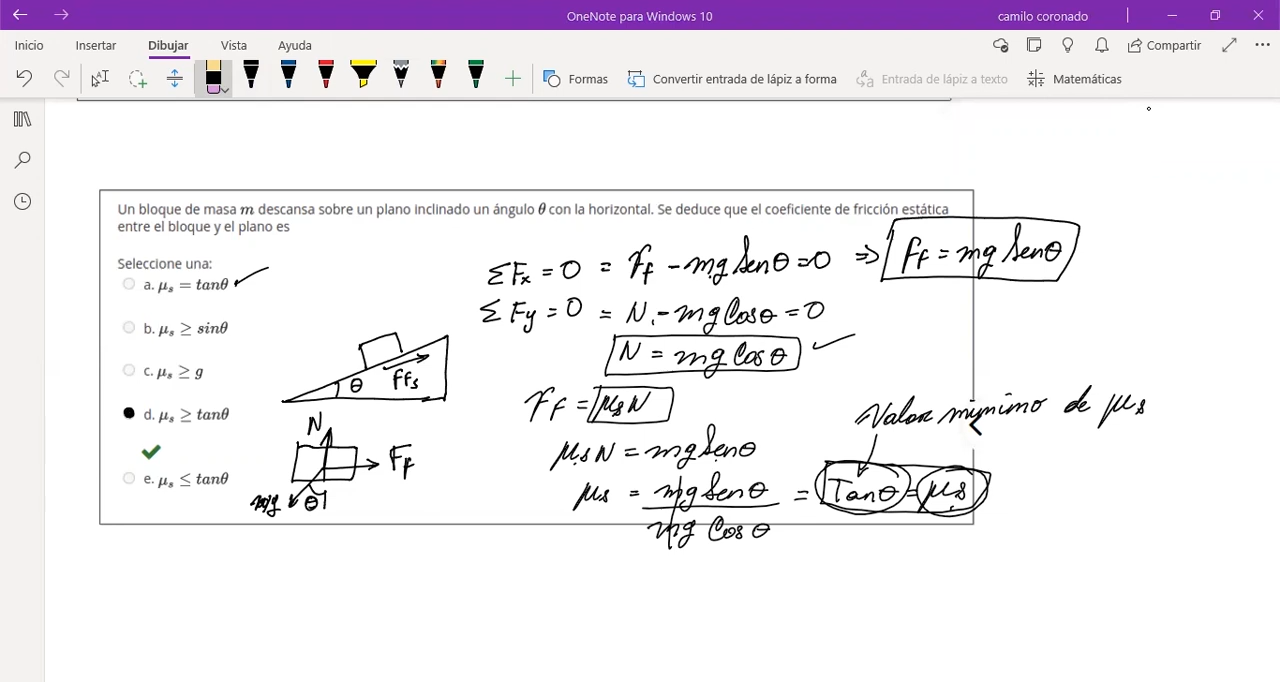 OneNote para Windows 10
camilo coronado
Inicio Insertar Dibujar Vista Ayuda
Compartir
Formas Convertir entrada de lápiz a forma Entrada de lápiz a texto Matemáticas
Un bloque de masa m descansa sobre un plano inclinado un ángulo θ con la horizontal. Se deduce que el coeficiente de fricción estática
entre el bloque y el plano es
Seleccione una:
a. μs = tanθ
b. μs ≥ sinθ
c. μs ≥ g
d. μs ≥ tanθ
e. μs ≤ tanθ
θ ffs
N
Ff
mg θ
ΣFx = 0 = Ff - mg Senθ = 0 ⇒ Ff = mg Senθ
ΣFy = 0 = N - mg Cosθ = 0
N = mg Cosθ
Ff = μsN
Valor mínimo de μs
μsN = mg Senθ
μs = mg Senθ / mg Cosθ = Tanθ = μs